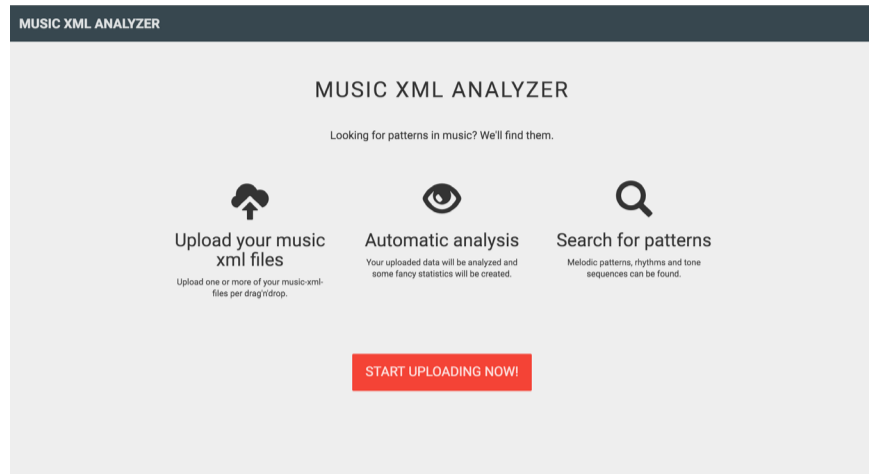 MUSIC XML ANALYZER
MUSIC XML ANALYZER
Looking for patterns in music? We'll find them.
Upload your music
xml files
Upload one or more of your music-xml-
files per drag'n'drop.
Automatic analysis
Your uploaded data will be analyzed and
some fancy statistics will be created.
Search for patterns
Melodic patterns, rhythms and tone
sequences can be found.
START UPLOADING NOW!